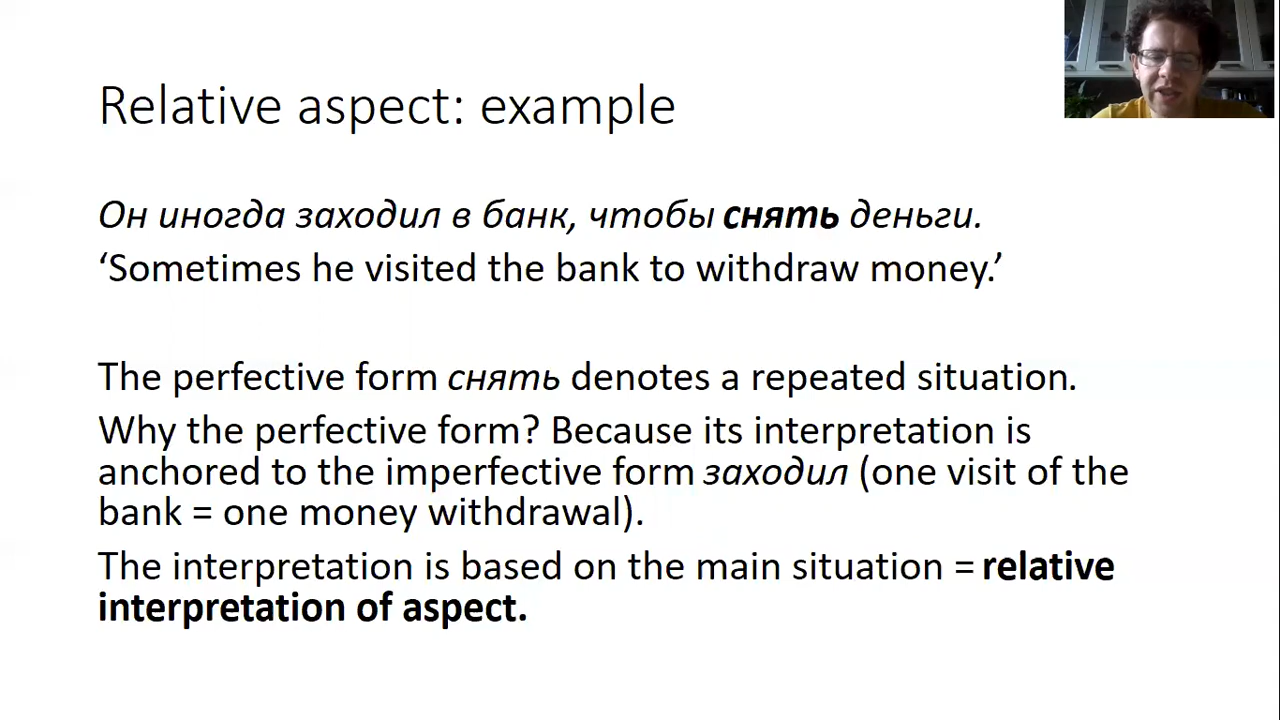 Relative aspect: example
Он иногда заходил в банк, чтобы снять деньги.
‘Sometimes he visited the bank to withdraw money.’
The perfective form снять denotes a repeated situation.
Why the perfective form? Because its interpretation is
anchored to the imperfective form заходил (one visit of the
bank = one money withdrawal).
The interpretation is based on the main situation = relative
interpretation of aspect.